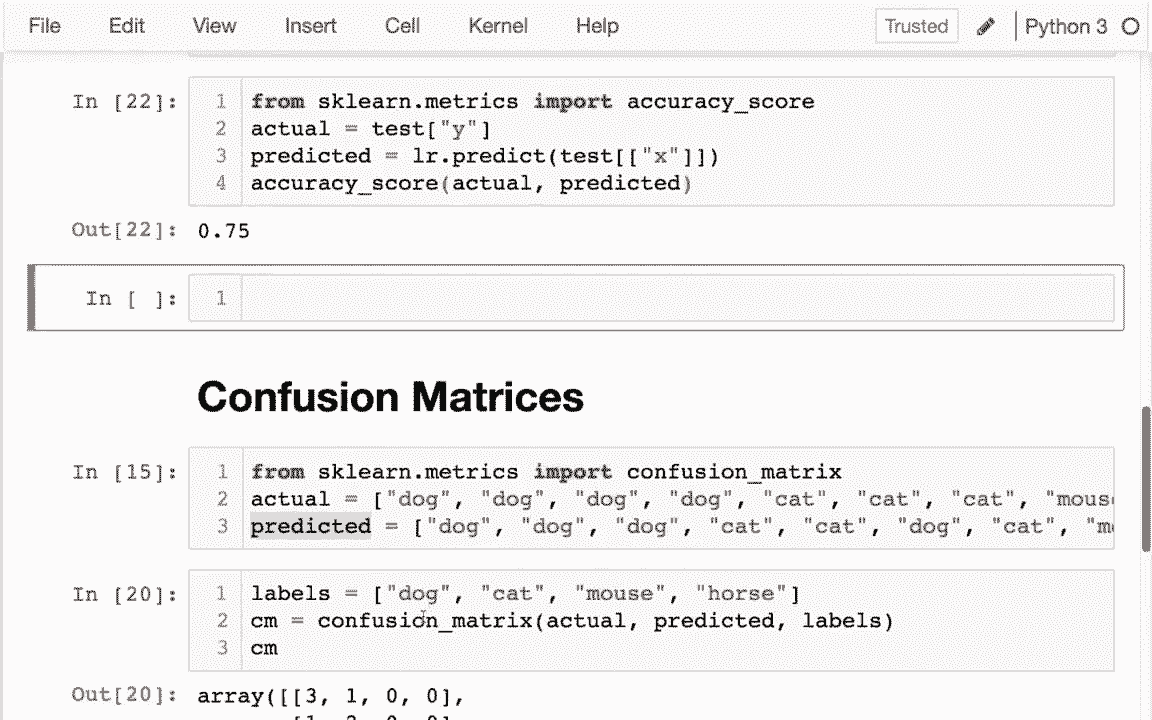 File Edit View Insert Cell Kernel Help Trusted Python 3
In [22]: 1 from sklearn.metrics import accuracy_score
2 actual = test["y"]
3 predicted = lr.predict(test[["x"]])
4 accuracy_score(actual, predicted)
Out[22]: 0.75
In [ ]: 1
Confusion Matrices
In [15]: 1 from sklearn.metrics import confusion_matrix
2 actual = ["dog", "dog", "dog", "dog", "cat", "cat", "cat", "mous
3 predicted = ["dog", "dog", "dog", "cat", "cat", "dog", "cat", "m
In [20]: 1 labels = ["dog", "cat", "mouse", "horse"]
2 cm = confusion_matrix(actual, predicted, labels)
3 cm
Out[20]: array([[3, 1, 0, 0],